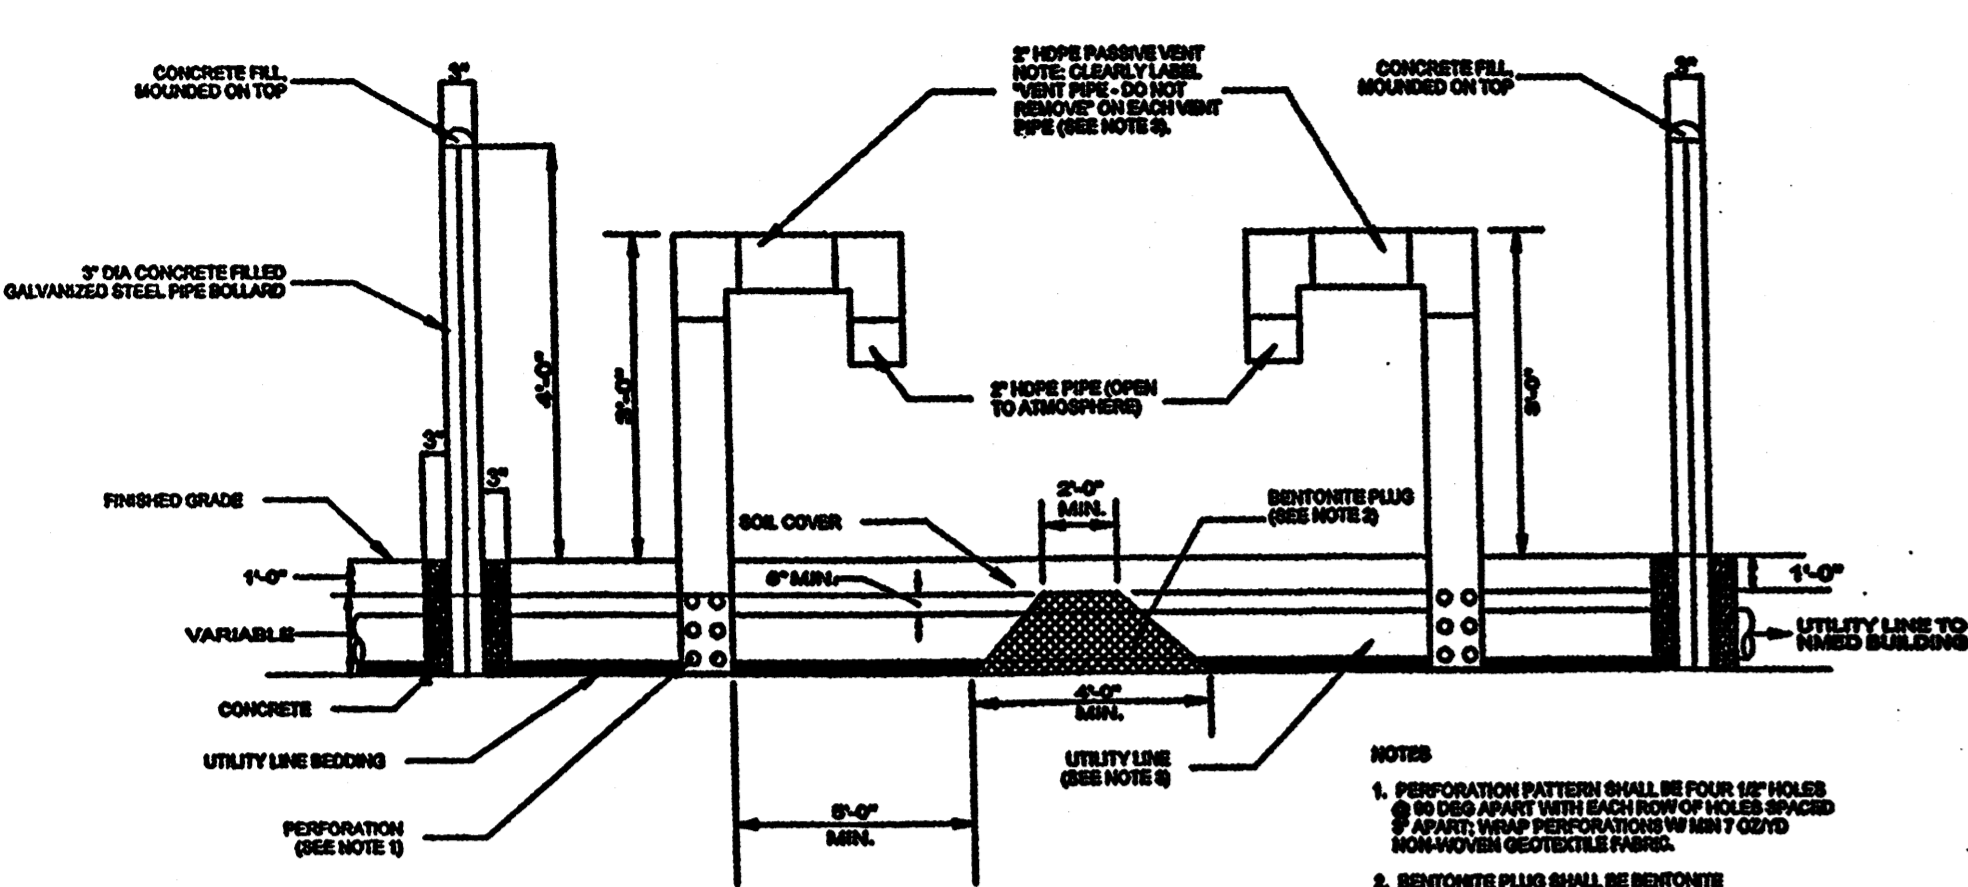 CONCRETE FILL,
MOUNDED ON TOP
3"
2" HDPE PASSIVE VENT
NOTE: CLEARLY LABEL
"VENT PIPE - DO NOT
REMOVE" ON EACH VENT
PIPE (SEE NOTE 3).
CONCRETE FILL,
MOUNDED ON TOP
3"
3" DIA CONCRETE FILLED
GALVANIZED STEEL PIPE BOLLARD
4'-0"
2" HDPE PIPE (OPEN
TO ATMOSPHERE)
3"
3"
FINISHED GRADE
SOIL COVER
2'-0"
MIN.
BENTONITE PLUG
(SEE NOTE 2)
1'-0"
6" MIN.
1'-0"
VARIABLE
UTILITY LINE TO
NMED BUILDING
CONCRETE
4'-0"
MIN.
UTILITY LINE BEDDING
UTILITY LINE
(SEE NOTE 3)
PERFORATION
(SEE NOTE 1)
5'-0"
MIN.
NOTES
1. PERFORATION PATTERN SHALL BE FOUR 1/2" HOLES
@ 90 DEG APART WITH EACH ROW OF HOLES SPACED
3" APART; WRAP PERFORATIONS W/ MIN 7 OZ/YD
NON-WOVEN GEOTEXTILE FABRIC.
2. BENTONITE PLUG SHALL BE BENTONITE